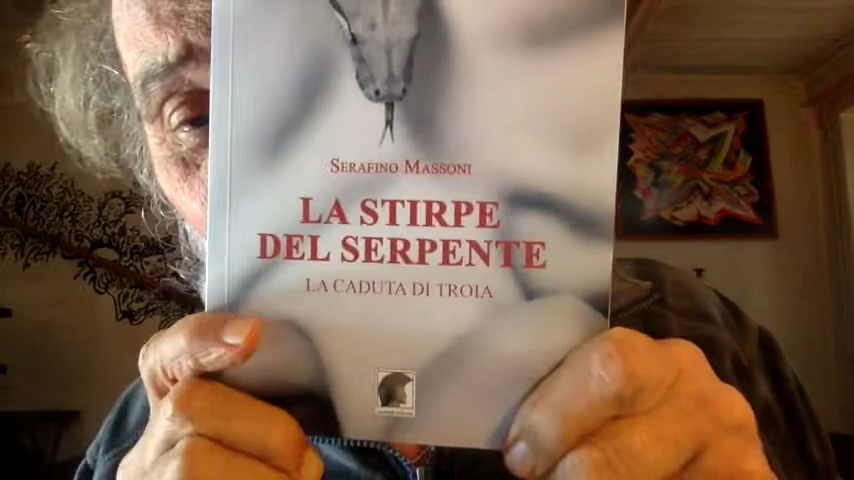 SERAFINO MASSONI
LA STIRPE
DEL SERPENTE
LA CADUTA DI TROIA